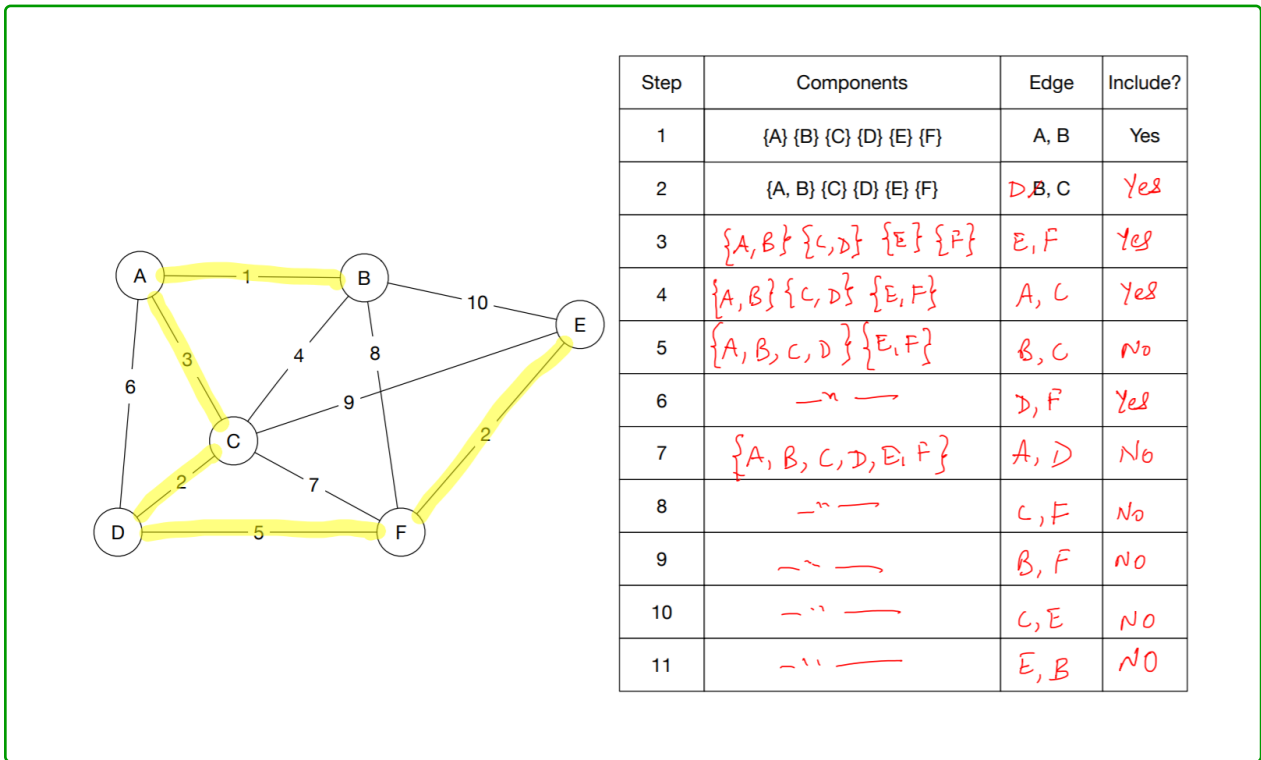 Step Components Edge Include?
1 {A} {B} {C} {D} {E} {F} A, B Yes
2 {A, B} {C} {D} {E} {F} D, B, C Yes
3 {A,B} {C,D} {E} {F} E, F Yes
4 {A,B} {C,D} {E,F} A, C Yes
5 {A, B, C, D} {E,F} B, C No
6 —"— D, F Yes
7 {A, B, C, D, E, F} A, D No
8 —"— C, F No
9 —"— B, F NO
10 —"— C, E NO
11 —"— E, B NO
A 1 B
10
E
3 4 8
6
9
C
2
2 7
D 5 F